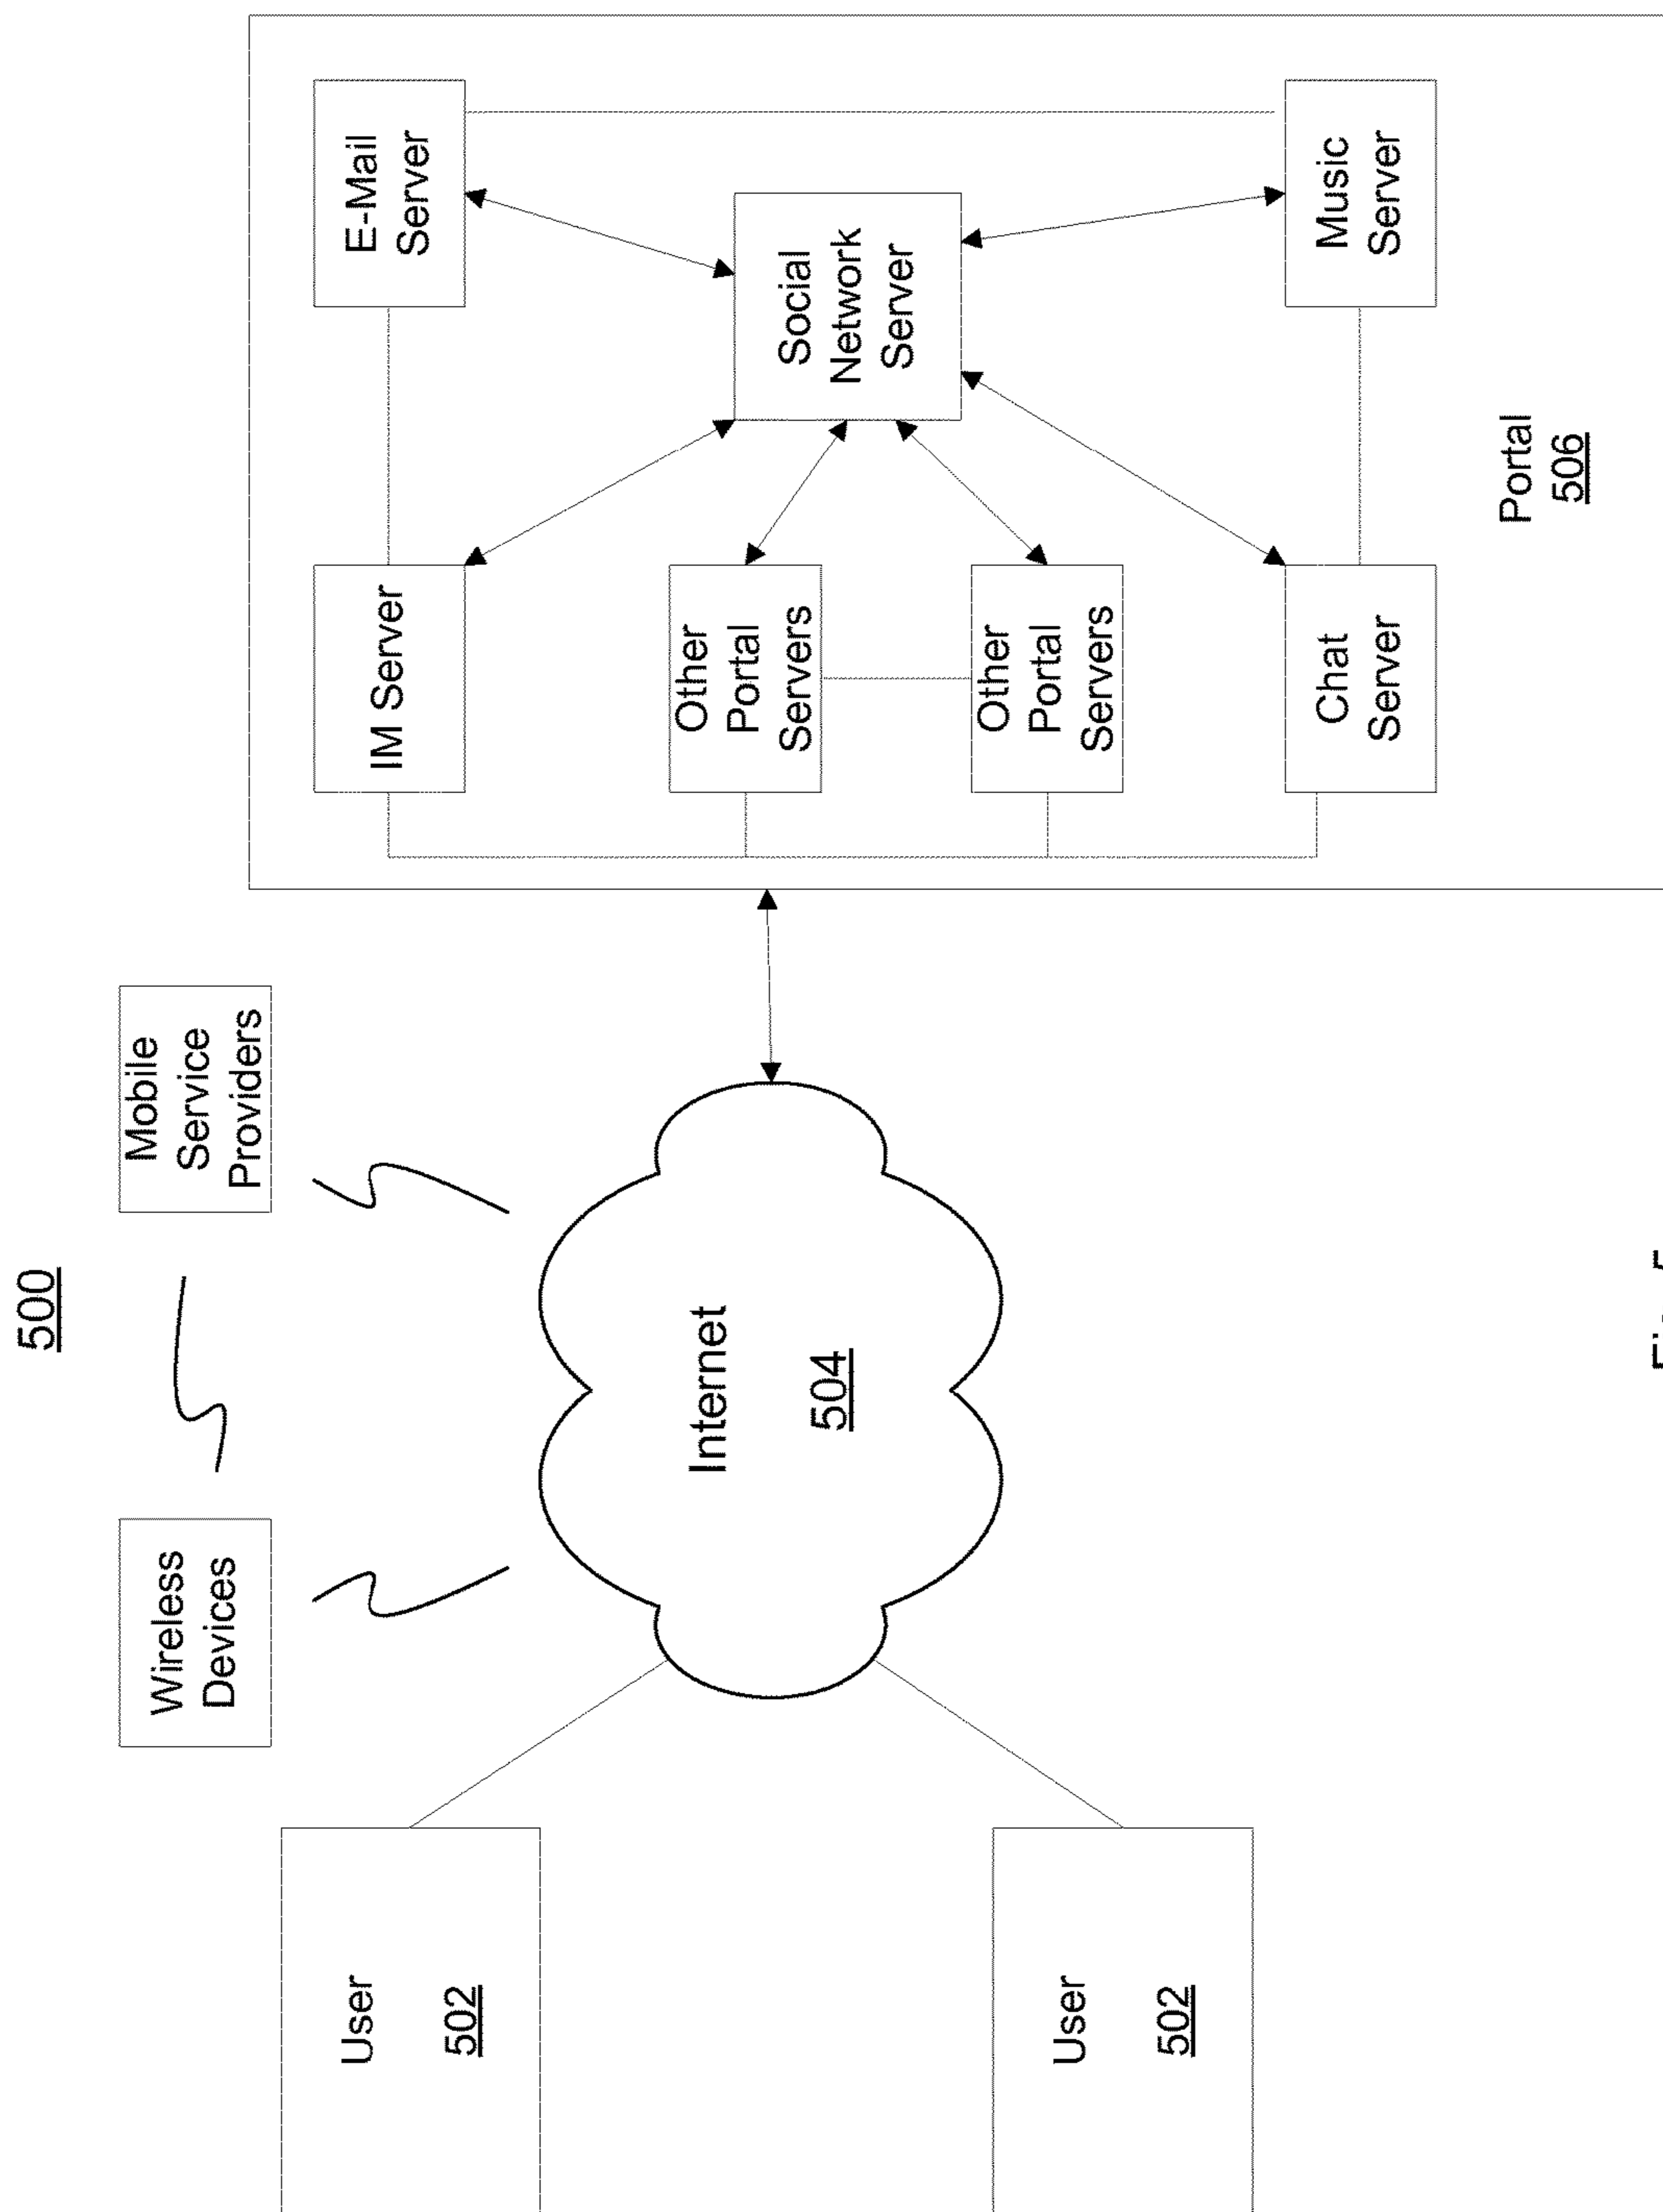 500
Wireless
Devices
Mobile
Service
Providers
User
502
User
502
Internet
504
IM Server
E-Mail
Server
Other
Portal
Servers
Other
Portal
Servers
Social
Network
Server
Chat
Server
Music
Server
Portal
506